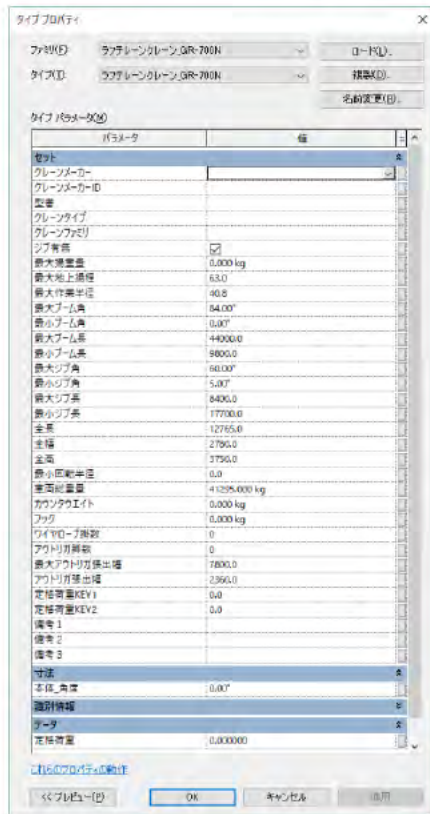 タイプ プロパティ
ファミリ(F): ラフテレーンクレーン_GR-700N ロード(L)...
タイプ(T): ラフテレーンクレーン_GR-700N 複製(D)...
名前変更(R)...
タイプ パラメータ(M)
パラメータ 値 =
セット
クレーンメーカー
クレーンメーカーID
型番
クレーンタイプ
クレーンファミリ
ジブ有無
最大揚重量 0.000 kg
最大地上揚程 63.0
最大作業半径 40.8
最大ブーム角 84.00°
最小ブーム角 0.00°
最大ブーム長 44000.0
最小ブーム長 9800.0
最大ジブ角 60.00°
最小ジブ角 5.00°
最大ジブ長 8400.0
最小ジブ長 17700.0
全長 12765.0
全幅 2780.0
全高 3750.0
最小回転半径 0.0
車両総重量 41295.000 kg
カウンタウエイト 0.000 kg
フック 0.000 kg
ワイヤロープ掛数 0
アウトリガ脚数 0
最大アウトリガ張出幅 7800.0
アウトリガ張出幅 2360.0
定格荷重KEY1 0.0
定格荷重KEY2 0.0
備考1
備考2
備考3
寸法
本体_角度 0.00°
識別情報
データ
定格荷重 0.000000
これらのプロパティの動作
<< プレビュー(P) OK キャンセル 適用